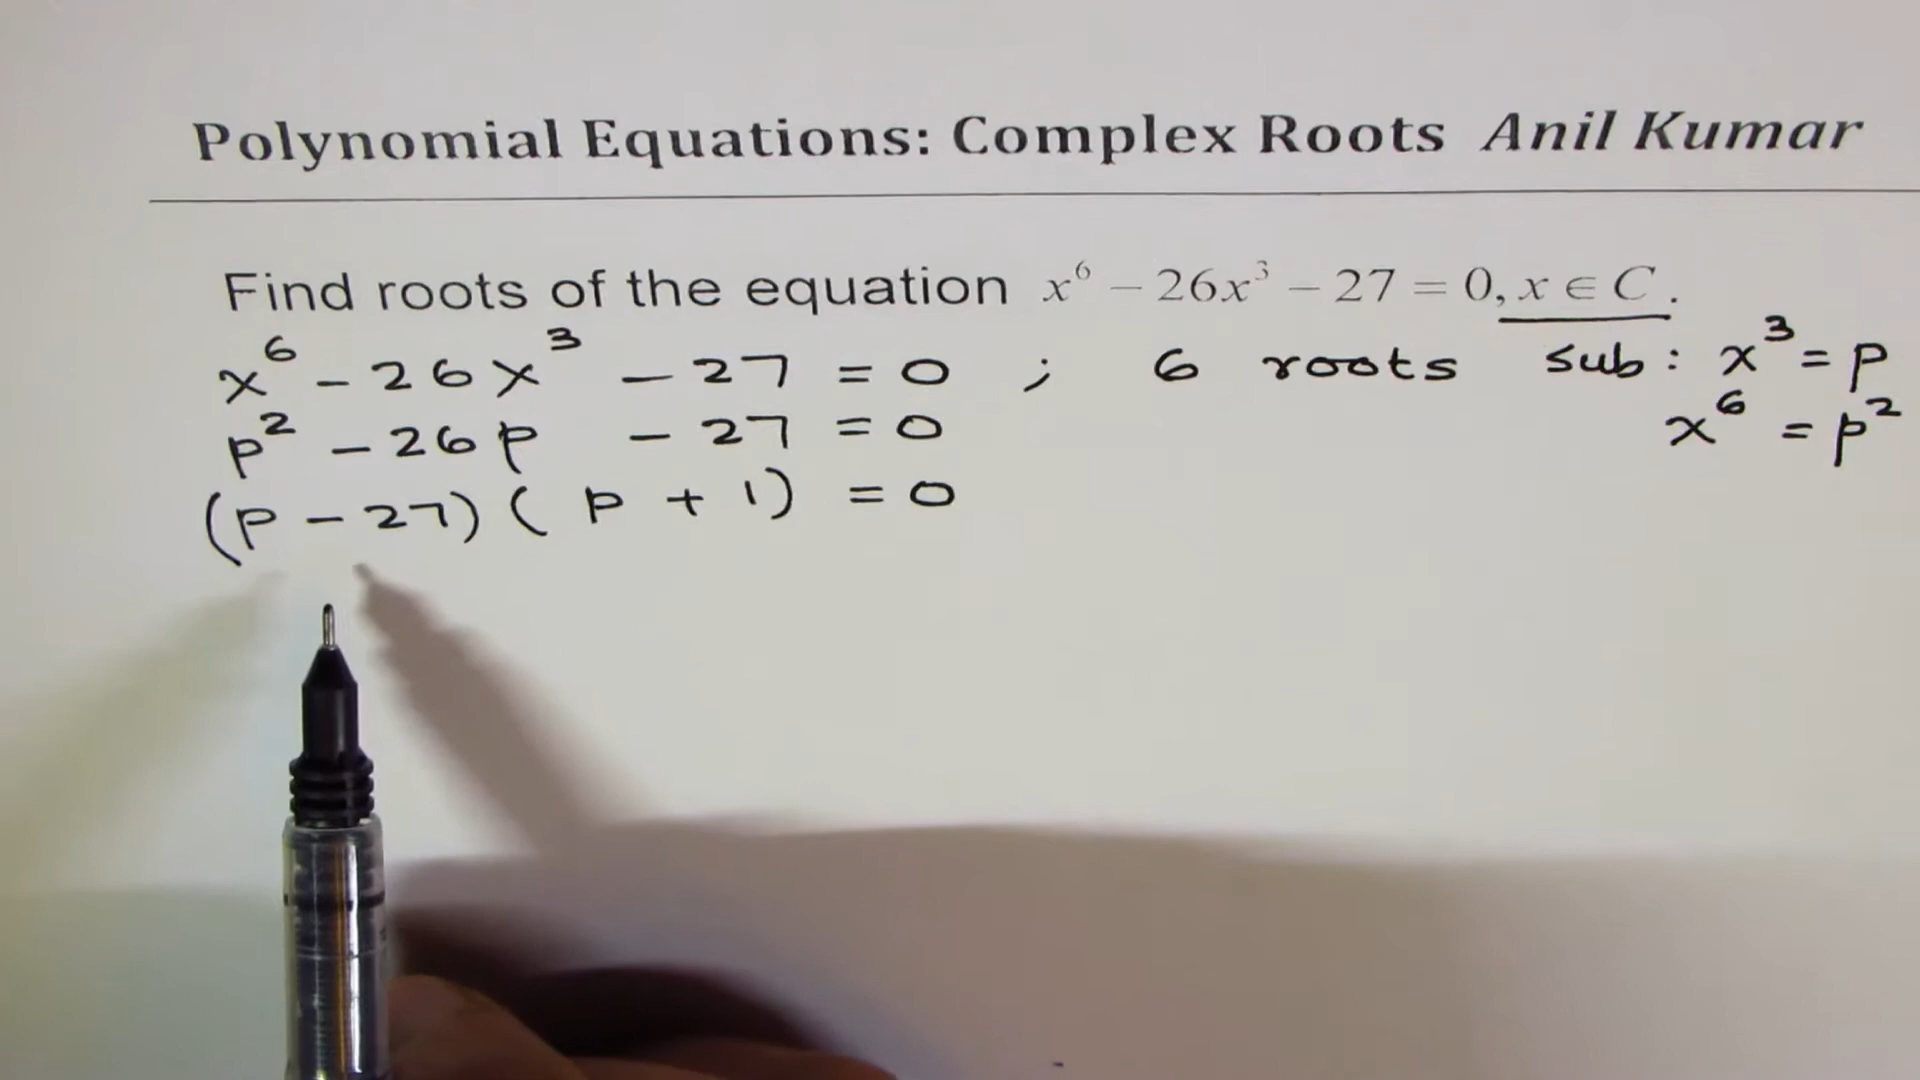 Polynomial Equations: Complex Roots Anil Kumar
Find roots of the equation x⁶ − 26x³ − 27 = 0, x ∈ C.
x⁶ − 26x³ − 27 = 0 ; 6 roots sub: x³ = p
p² − 26p − 27 = 0 x⁶ = p²
(p − 27)(p + 1) = 0